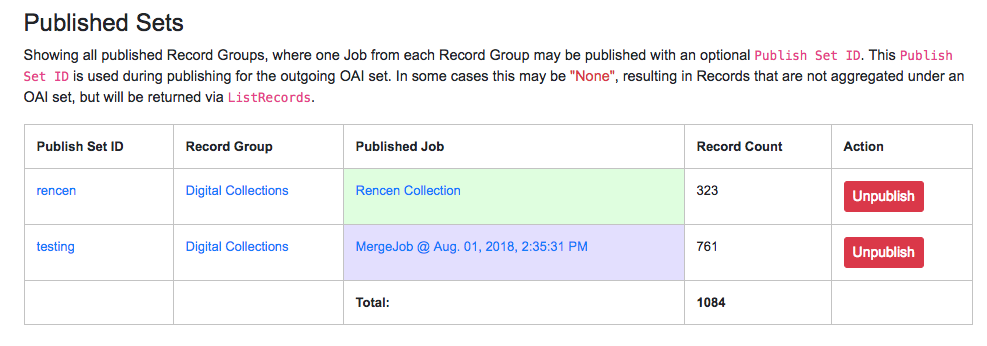 Published Sets
Showing all published Record Groups, where one Job from each Record Group may be published with an optional Publish Set ID. This Publish
Set ID is used during publishing for the outgoing OAI set. In some cases this may be "None", resulting in Records that are not aggregated under an
OAI set, but will be returned via ListRecords.
Publish Set ID Record Group Published Job Record Count Action
rencen Digital Collections Rencen Collection 323 Unpublish
testing Digital Collections MergeJob @ Aug. 01, 2018, 2:35:31 PM 761 Unpublish
Total: 1084